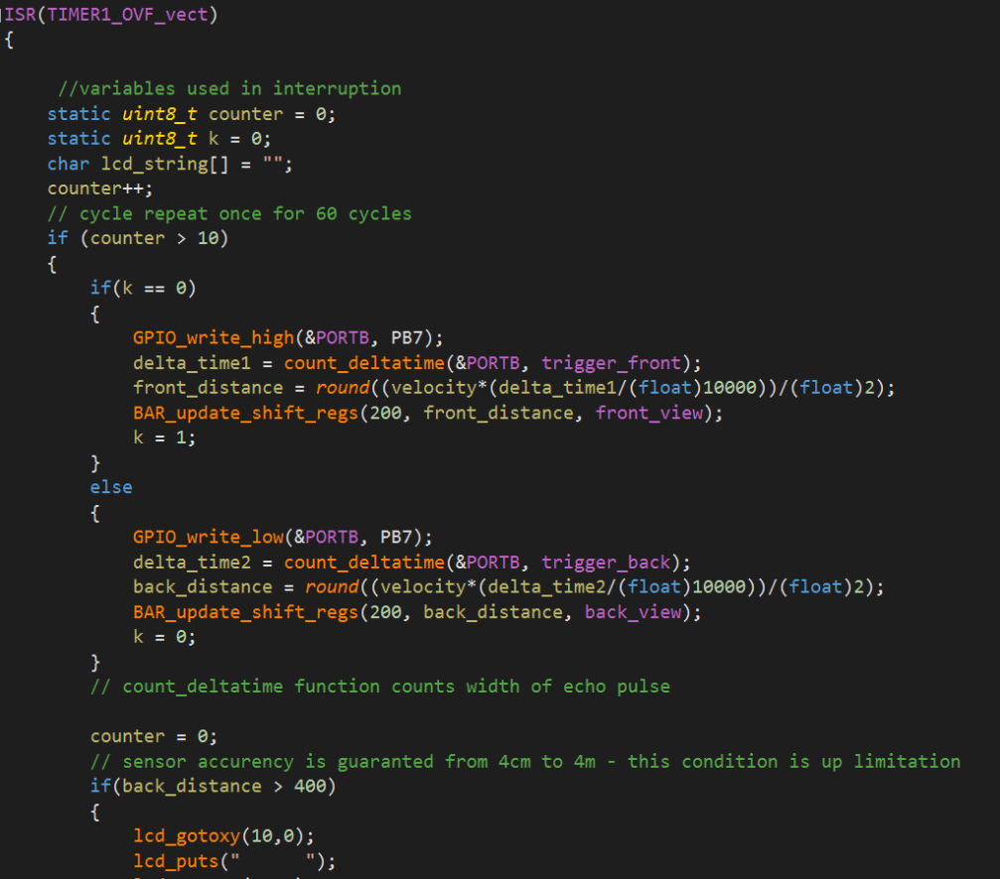 ISR(TIMER1_OVF_vect)
{
//variables used in interruption
static uint8_t counter = 0;
static uint8_t k = 0;
char lcd_string[] = "";
counter++;
// cycle repeat once for 60 cycles
if (counter > 10)
{
if(k == 0)
{
GPIO_write_high(&PORTB, PB7);
delta_time1 = count_deltatime(&PORTB, trigger_front);
front_distance = round((velocity*(delta_time1/(float)10000))/(float)2);
BAR_update_shift_regs(200, front_distance, front_view);
k = 1;
}
else
{
GPIO_write_low(&PORTB, PB7);
delta_time2 = count_deltatime(&PORTB, trigger_back);
back_distance = round((velocity*(delta_time2/(float)10000))/(float)2);
BAR_update_shift_regs(200, back_distance, back_view);
k = 0;
}
// count_deltatime function counts width of echo pulse
counter = 0;
// sensor accurency is guaranted from 4cm to 4m - this condition is up limitation
if(back_distance > 400)
{
lcd_gotoxy(10,0);
lcd_puts("      ");